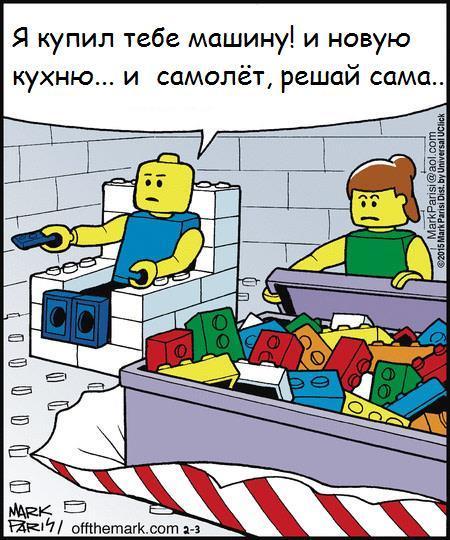 Я купил тебе машину! и новую
кухню... и самолёт, решай сама..
MarkParisi@aol.com
©2015 Mark Parisi Dist. by Universal UClick
MARK
PARISI
offthemark.com 2-3